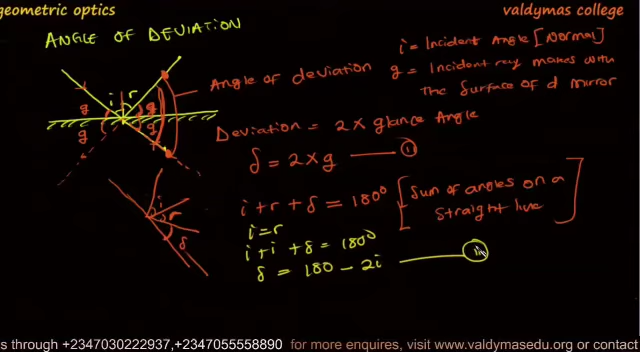 geometric optics
valdymas college
ANGLE OF DEVIATION
i = Incident Angle [Normal]
g = Incident ray makes with
The Surface of d mirror
Angle of deviation
i r
g g
g g
Deviation = 2 x glance Angle
δ = 2 x g ——— (i)
i + r + δ = 180° [Sum of angles on a
straight line]
i = r
i + i + δ = 180°
δ = 180 - 2i ——— (ii)
i
r
δ
s through +2347030222937,+2347055558890 for more enquires, visit www.valdymasedu.org or contact